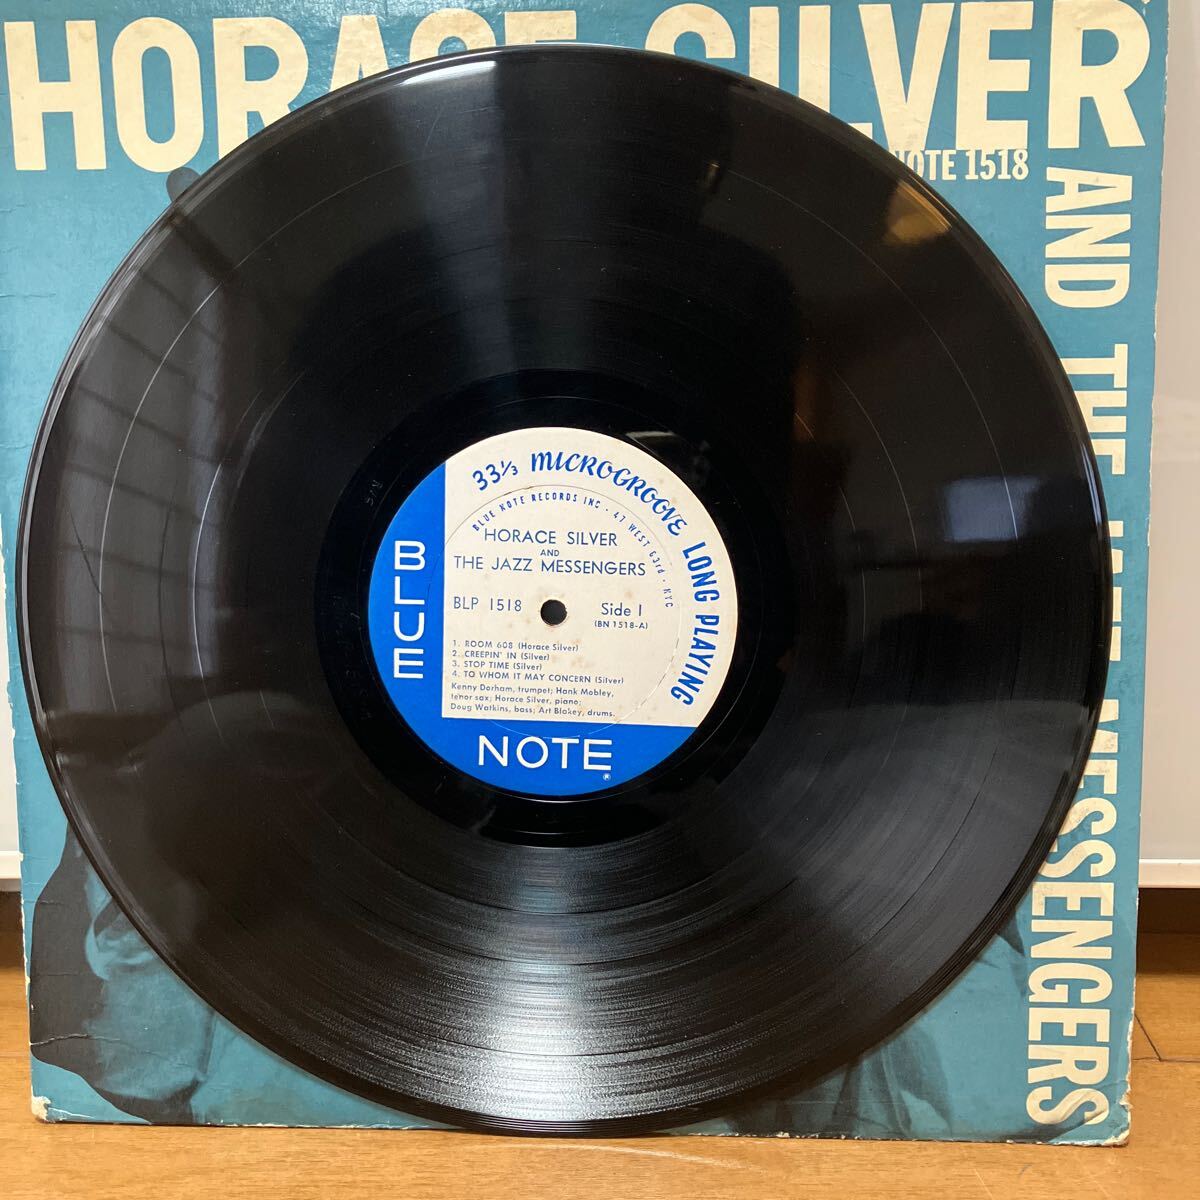 HORACE SILVER
NOTE 1518
AND THE JAZZ MESSENGERS
33 1/3 MICROGROOVE LONG PLAYING
BLUE NOTE RECORDS INC · 47 WEST 63rd · NYC
HORACE SILVER
AND
THE JAZZ MESSENGERS
BLP 1518
Side 1
(BN 1518-A)
1. ROOM 608 (Horace Silver)
2. CREEPIN' IN (Silver)
3. STOP TIME (Silver)
4. TO WHOM IT MAY CONCERN (Silver)
Kenny Dorham, trumpet; Hank Mobley,
tenor sax; Horace Silver, piano;
Doug Watkins, bass; Art Blakey, drums.
BLUE
NOTE
®